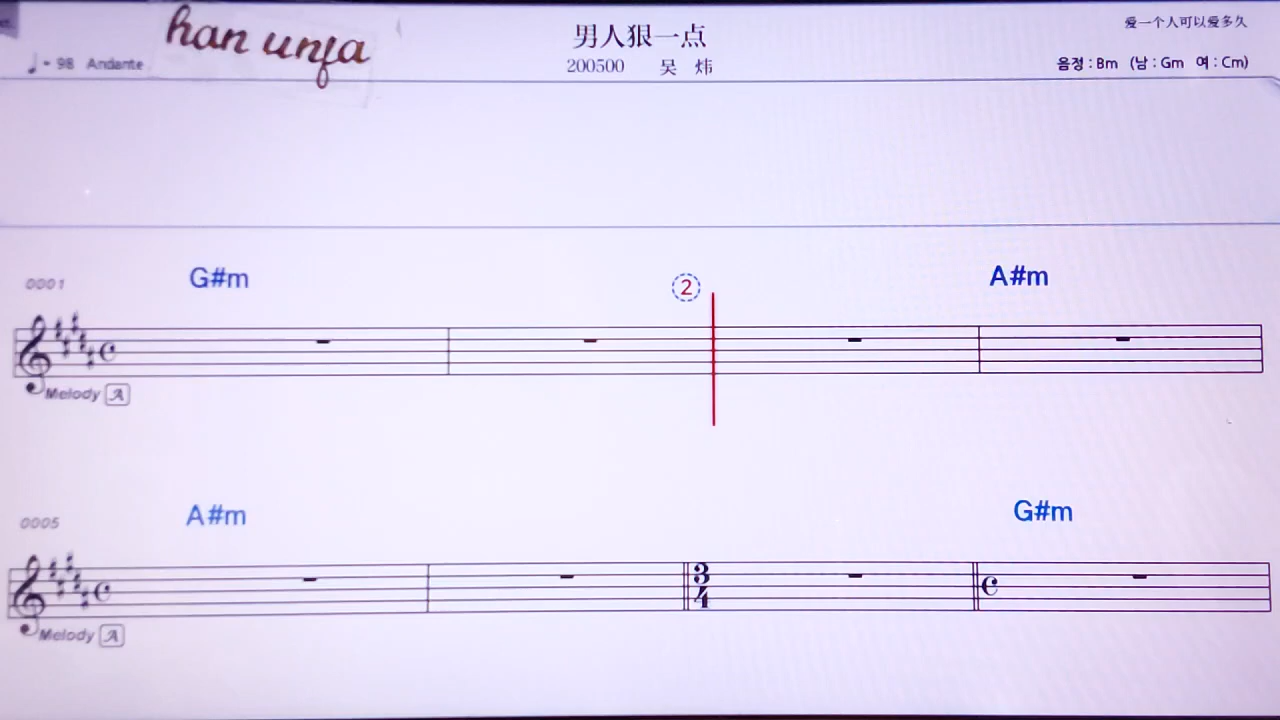 han unfa
♩= 98 Andante
男人狠一点
200500 吴 炜
爱一个人可以爱多久
음정 : Bm (남 : Gm 여 : Cm)
0001 G#m ② A#m
Melody A
0005 A#m G#m
3
4
Melody A